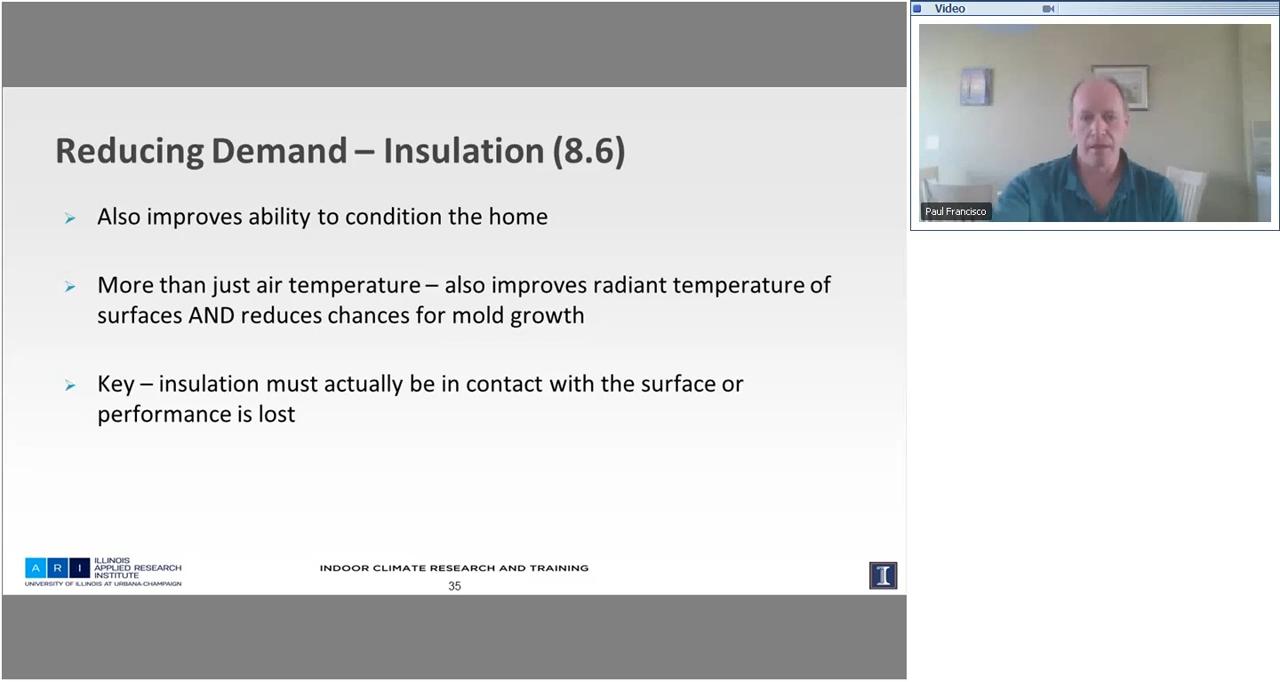 Reducing Demand – Insulation (8.6)
Also improves ability to condition the home
More than just air temperature – also improves radiant temperature of
surfaces AND reduces chances for mold growth
Key – insulation must actually be in contact with the surface or
performance is lost
A R I
ILLINOIS
APPLIED RESEARCH
INSTITUTE
UNIVERSITY OF ILLINOIS AT URBANA-CHAMPAIGN
INDOOR CLIMATE RESEARCH AND TRAINING
35
I
Video
Paul Francisco